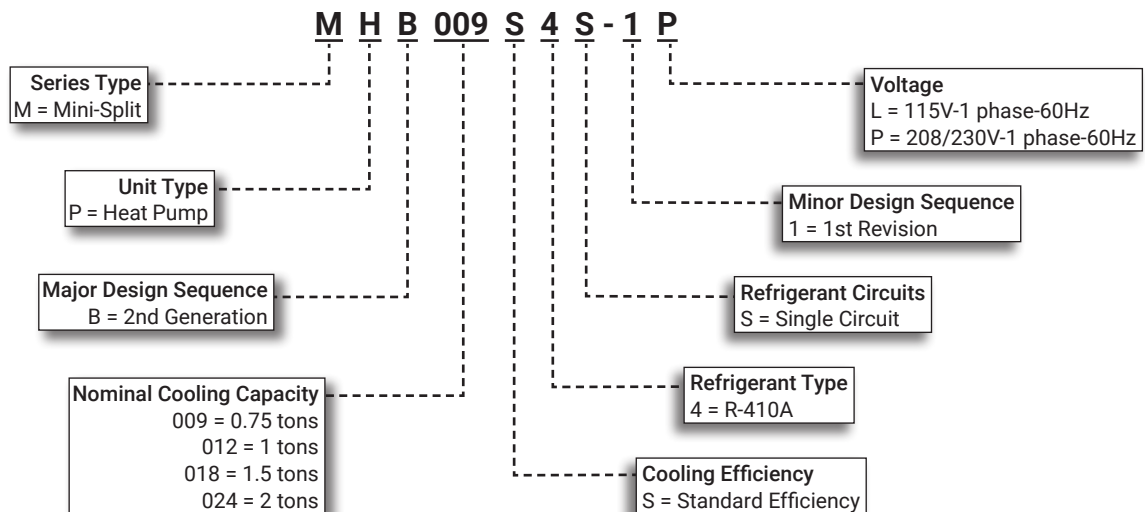 M H B 009 S 4 S - 1 P
Series Type
M = Mini-Split
Unit Type
P = Heat Pump
Major Design Sequence
B = 2nd Generation
Nominal Cooling Capacity
009 = 0.75 tons
012 = 1 tons
018 = 1.5 tons
024 = 2 tons
Voltage
L = 115V-1 phase-60Hz
P = 208/230V-1 phase-60Hz
Minor Design Sequence
1 = 1st Revision
Refrigerant Circuits
S = Single Circuit
Refrigerant Type
4 = R-410A
Cooling Efficiency
S = Standard Efficiency